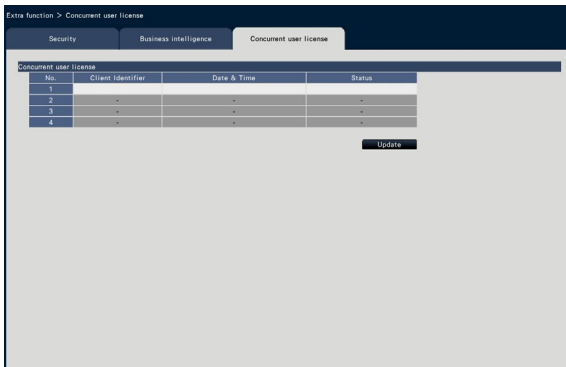 Extra function > Concurrent user license
Security Business intelligence Concurrent user license
Concurrent user license
No. Client Identifier Date & Time Status
1
2 - - -
3 - - -
4 - - -
Update